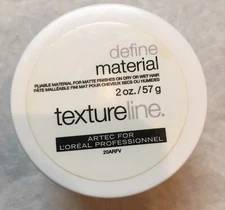 define
material
PLIABLE MATERIAL FOR MATTE FINISHES ON DRY OR WET HAIR
PÂTE MALLÉABLE FINI MAT POUR CHEVEUX SECS OU HUMIDES
2 oz. / 57 g
textureline.
ARTEC FOR
L'ORÉAL PROFESSIONNEL
20ARFV